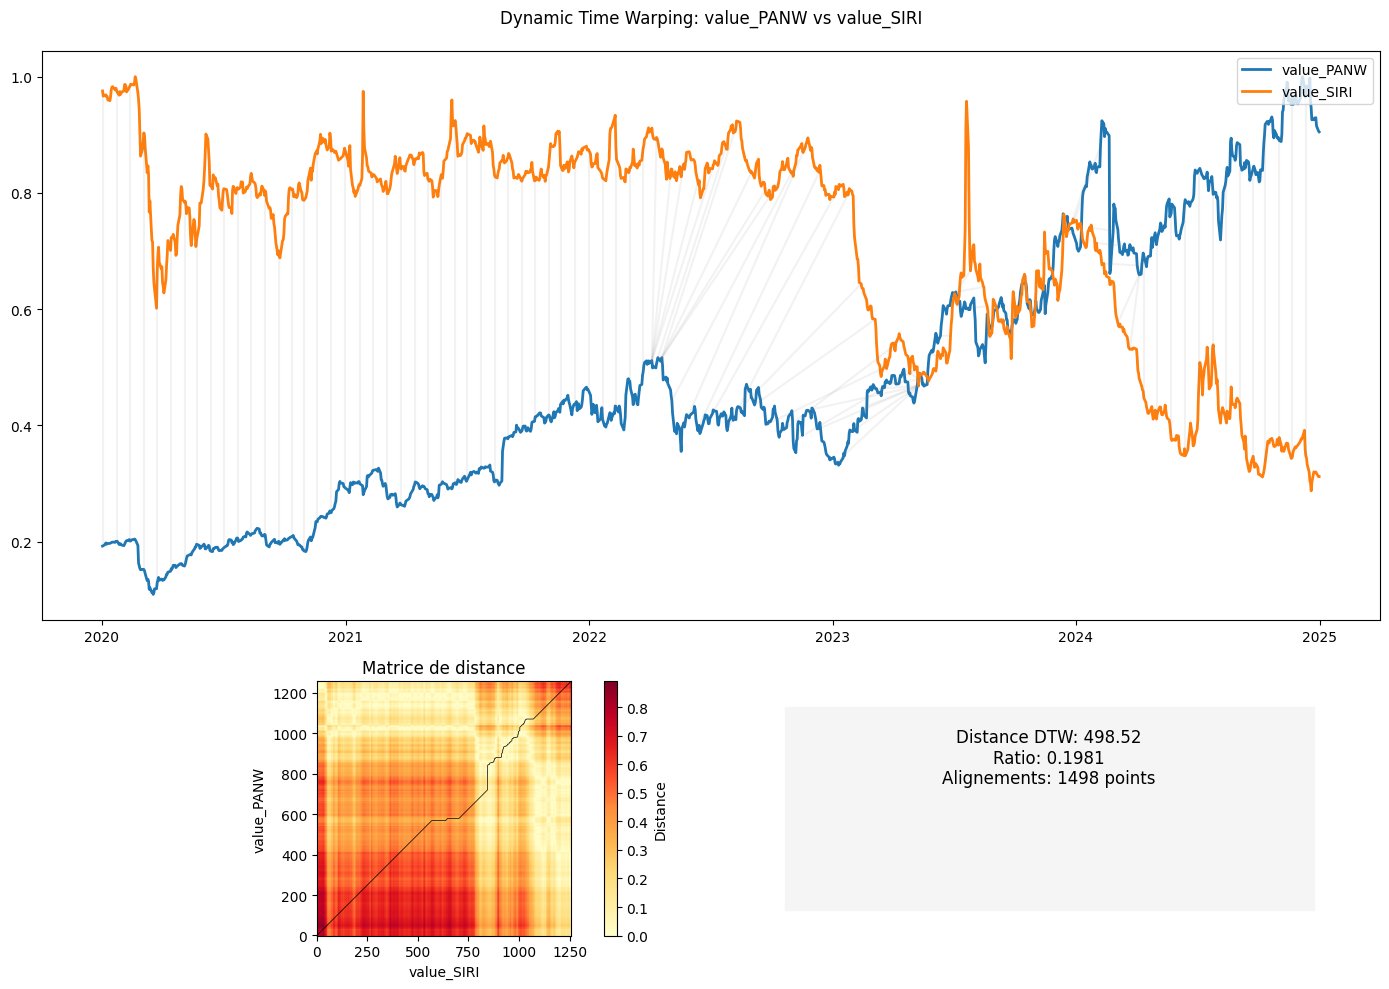 Dynamic Time Warping: value_PANW vs value_SIRI
value_PANW
value_SIRI
1.0
0.8
0.6
0.4
0.2
2020 2021 2022 2023 2024 2025
Matrice de distance
value_PANW
1200
1000
800
600
400
200
0
0 250 500 750 1000 1250
value_SIRI
0.8
0.7
0.6
0.5
0.4
0.3
0.2
0.1
0.0
Distance
Distance DTW: 498.52
Ratio: 0.1981
Alignements: 1498 points